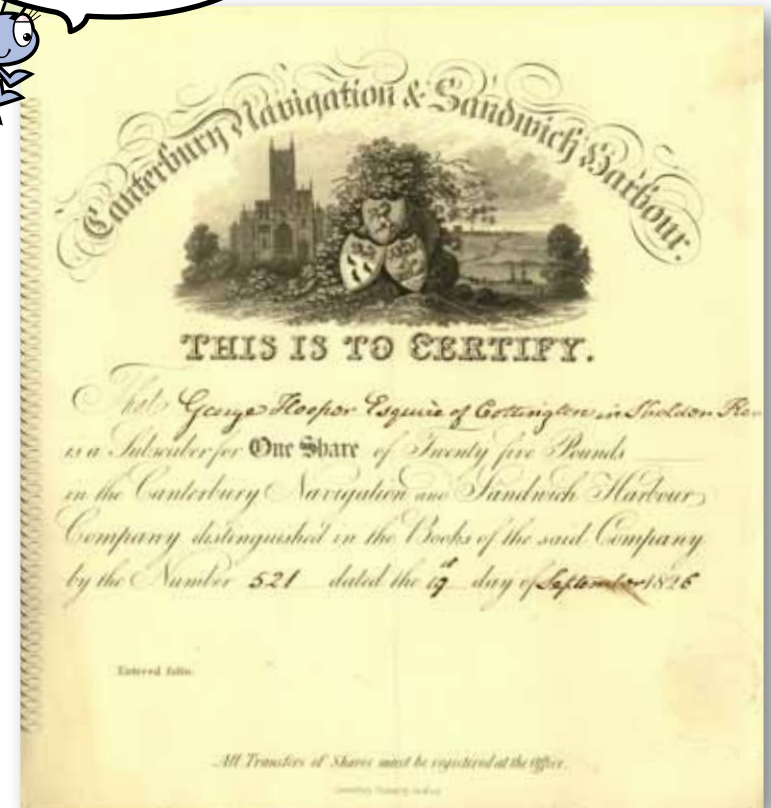 Canterbury Navigation & Sandwich Harbour.
THIS IS TO CERTIFY.
That George Hooper Esquire of Cottington in Sholdon
is a Subscriber for One Share of Twenty five Pounds
in the Canterbury Navigation and Sandwich Harbour
Company distinguished in the Books of the said Company
by the Number 521 dated the 19th day of September 1826
Entered folio.
All Transfers of Shares must be registered at the Office.